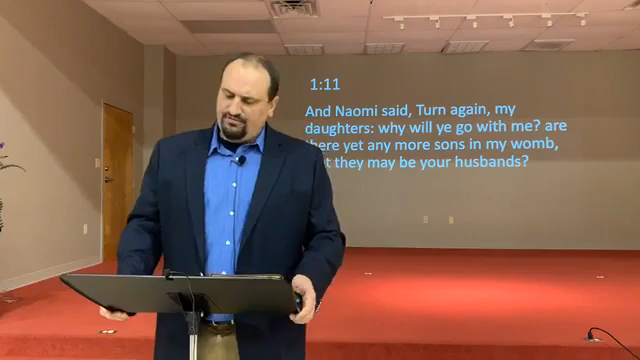 1:11
And Naomi said, Turn again, my
daughters: why will ye go with me? are
there yet any more sons in my womb,
they may be your husbands?